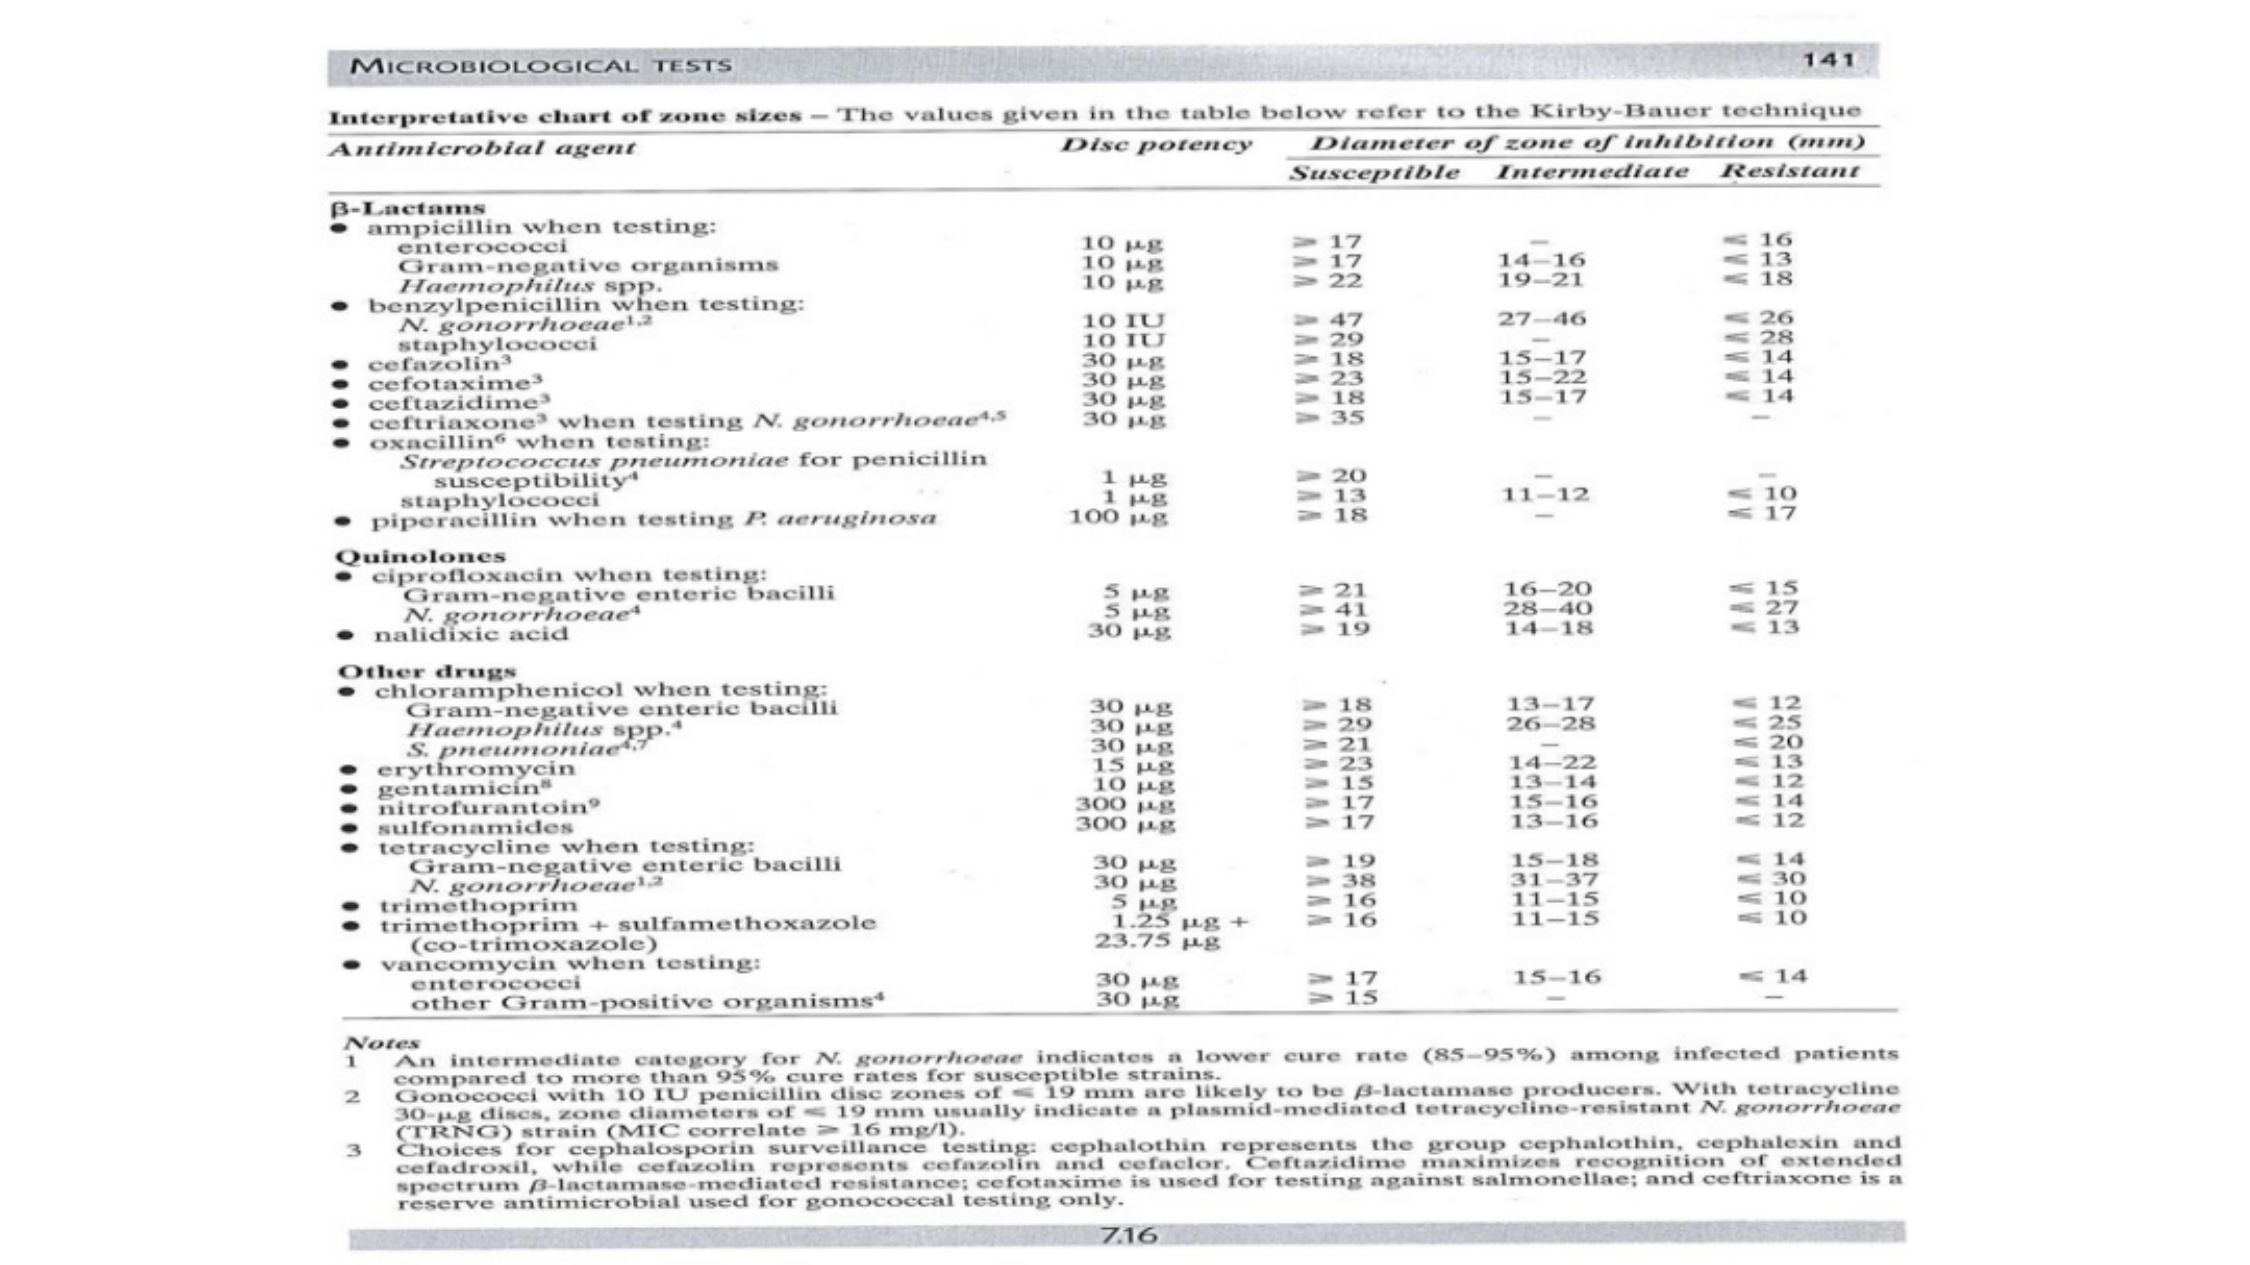 MICROBIOLOGICAL TESTS 141
Interpretative chart of zone sizes – The values given in the table below refer to the Kirby-Bauer technique
Antimicrobial agent Disc potency Diameter of zone of inhibition (mm)
Susceptible Intermediate Resistant
β-Lactams
• ampicillin when testing:
enterococci 10 µg ⩾ 17 – ⩽ 16
Gram-negative organisms 10 µg ⩾ 17 14–16 ⩽ 13
Haemophilus spp. 10 µg ⩾ 22 19–21 ⩽ 18
• benzylpenicillin when testing:
N. gonorrhoeae¹,² 10 IU ⩾ 47 27–46 ⩽ 26
staphylococci 10 IU ⩾ 29 – ⩽ 28
• cefazolin³ 30 µg ⩾ 18 15–17 ⩽ 14
• cefotaxime³ 30 µg ⩾ 23 15–22 ⩽ 14
• ceftazidime³ 30 µg ⩾ 18 15–17 ⩽ 14
• ceftriaxone³ when testing N. gonorrhoeae⁴,⁵ 30 µg ⩾ 35 – –
• oxacillin⁶ when testing:
Streptococcus pneumoniae for penicillin
susceptibility⁴ 1 µg ⩾ 20 – –
staphylococci 1 µg ⩾ 13 11–12 ⩽ 10
• piperacillin when testing P. aeruginosa 100 µg ⩾ 18 – ⩽ 17
Quinolones
• ciprofloxacin when testing:
Gram-negative enteric bacilli 5 µg ⩾ 21 16–20 ⩽ 15
N. gonorrhoeae⁴ 5 µg ⩾ 41 28–40 ⩽ 27
• nalidixic acid 30 µg ⩾ 19 14–18 ⩽ 13
Other drugs
• chloramphenicol when testing:
Gram-negative enteric bacilli 30 µg ⩾ 18 13–17 ⩽ 12
Haemophilus spp.⁴ 30 µg ⩾ 29 26–28 ⩽ 25
S. pneumoniae⁴,⁷ 30 µg ⩾ 21 – ⩽ 20
• erythromycin 15 µg ⩾ 23 14–22 ⩽ 13
• gentamicin⁸ 10 µg ⩾ 15 13–14 ⩽ 12
• nitrofurantoin⁹ 300 µg ⩾ 17 15–16 ⩽ 14
• sulfonamides 300 µg ⩾ 17 13–16 ⩽ 12
• tetracycline when testing:
Gram-negative enteric bacilli 30 µg ⩾ 19 15–18 ⩽ 14
N. gonorrhoeae¹,² 30 µg ⩾ 38 31–37 ⩽ 30
• trimethoprim 5 µg ⩾ 16 11–15 ⩽ 10
• trimethoprim + sulfamethoxazole 1.25 µg + ⩾ 16 11–15 ⩽ 10
(co-trimoxazole) 23.75 µg
• vancomycin when testing:
enterococci 30 µg ⩾ 17 15–16 ⩽ 14
other Gram-positive organisms⁴ 30 µg ⩾ 15 – –
Notes
1 An intermediate category for N. gonorrhoeae indicates a lower cure rate (85–95%) among infected patients
compared to more than 95% cure rates for susceptible strains.
2 Gonococci with 10 IU penicillin disc zones of ⩽ 19 mm are likely to be β-lactamase producers. With tetracycline
30-µg discs, zone diameters of ⩽ 19 mm usually indicate a plasmid-mediated tetracycline-resistant N. gonorrhoeae
(TRNG) strain (MIC correlate ⩾ 16 mg/l).
3 Choices for cephalosporin surveillance testing: cephalothin represents the group cephalothin, cephalexin and
cefadroxil, while cefazolin represents cefazolin and cefaclor. Ceftazidime maximizes recognition of extended
spectrum β-lactamase-mediated resistance; cefotaxime is used for testing against salmonellae; and ceftriaxone is a
reserve antimicrobial used for gonococcal testing only.
7.16